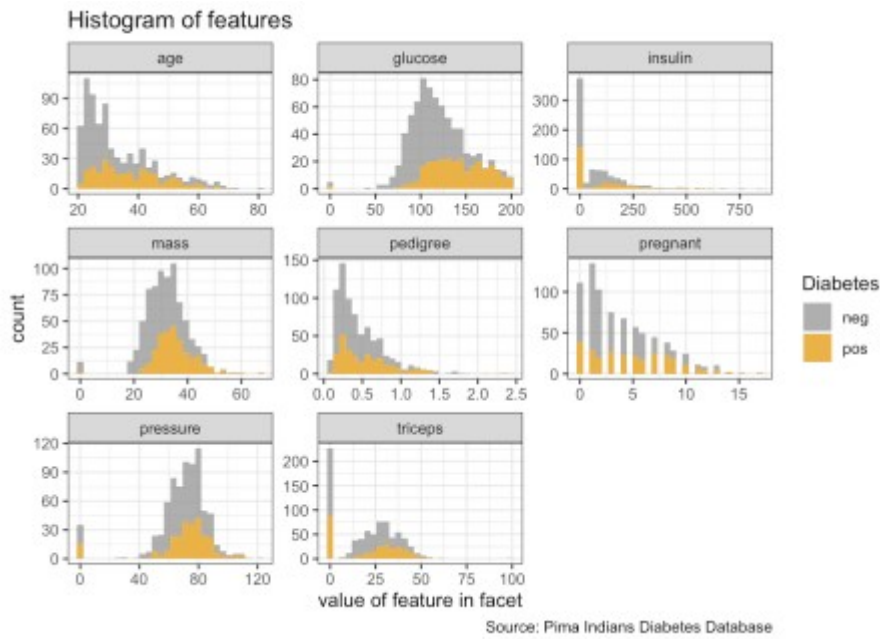 Histogram of features
age
glucose
insulin
90
60
30
0
20 40 60 80
80
60
40
20
0
0 50 100 150 200
300
200
100
0
0 250 500 750
mass
pedigree
pregnant
count
100
75
50
25
0
0 20 40 60
150
100
50
0
0.0 0.5 1.0 1.5 2.0 2.5
100
50
0
0 5 10 15
Diabetes
neg
pos
pressure
triceps
120
90
60
30
0
0 40 80 120
200
150
100
50
0
0 25 50 75 100
value of feature in facet
Source: Pima Indians Diabetes Database